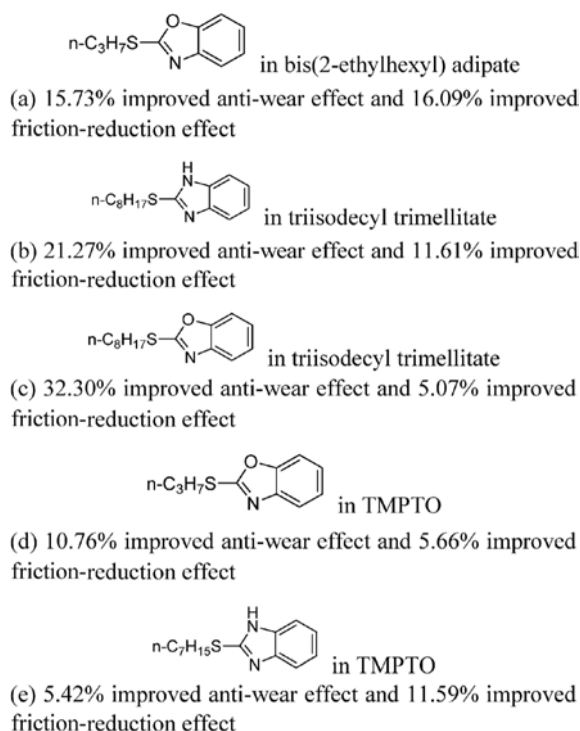 n-C3H7S O N in bis(2-ethylhexyl) adipate
(a) 15.73% improved anti-wear effect and 16.09% improved
friction-reduction effect
n-C8H17S H N N in triisodecyl trimellitate
(b) 21.27% improved anti-wear effect and 11.61% improved
friction-reduction effect
n-C8H17S O N in triisodecyl trimellitate
(c) 32.30% improved anti-wear effect and 5.07% improved
friction-reduction effect
n-C3H7S O N in TMPTO
(d) 10.76% improved anti-wear effect and 5.66% improved
friction-reduction effect
n-C7H15S H N N in TMPTO
(e) 5.42% improved anti-wear effect and 11.59% improved
friction-reduction effect